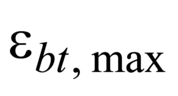 ε_{bt, max}